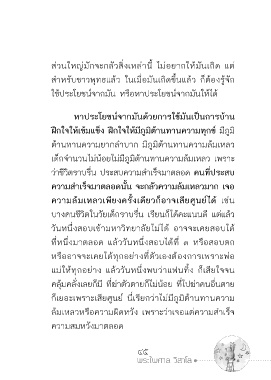 ส่วนใหญ่มักจะกลัวสิ่งเหล่านี้ ไม่อยากให้มันเกิด แต่
สำหรับชาวพุทธแล้ว ในเมื่อมันเกิดขึ้นแล้ว ก็ต้องรู้จัก
ใช้ประโยชน์จากมัน หรือหาประโยชน์จากมันให้ได้
หาประโยชน์จากมันด้วยการใช้มันเป็นการบ้าน
ฝึกใจให้เข้มแข็ง ฝึกใจให้มีภูมิต้านทานความทุกข์ มีภูมิ
ต้านทานความยากลำบาก มีภูมิต้านทานความล้มเหลว
เด็กจำนวนไม่น้อยไม่มีภูมิต้านทานความล้มเหลว เพราะ
ว่าชีวิตราบรื่น ประสบความสำเร็จมาตลอด คนที่ประสบ
ความสำเร็จมาตลอดนั้น จะกลัวความล้มเหลวมาก เจอ
ความล้มเหลวเพียงครั้งเดียวก็อาจเสียศูนย์ได้ เช่น
บางคนชีวิตในวัยเด็กราบรื่น เรียนก็ได้คะแนนดี แต่แล้ว
วันหนึ่งสอบเข้ามหาวิทยาลัยไม่ได้ อาจจะเคยสอบได้
ที่หนึ่งมาตลอด แล้ววันหนึ่งสอบได้ที่ ๓ หรือสอบตก
หรืออาจจะเคยได้ทุกอย่างที่ตัวเองต้องการเพราะพ่อ
แม่ให้ทุกอย่าง แล้ววันหนึ่งพบว่าแฟนทิ้ง ก็เสียใจจน
คลุ้มคลั่งเลยก็มี ที่ฆ่าตัวตายก็ไม่น้อย ที่ไปฆ่าคนอื่นตาย
ก็เยอะเพราะเสียศูนย์ นี่เรียกว่าไม่มีภูมิต้านทานความ
ล้มเหลวหรือความผิดหวัง เพราะว่าเจอแต่ความสำเร็จ
ความสมหวังมาตลอด
๔๕
พระไพศาล วิสาโล